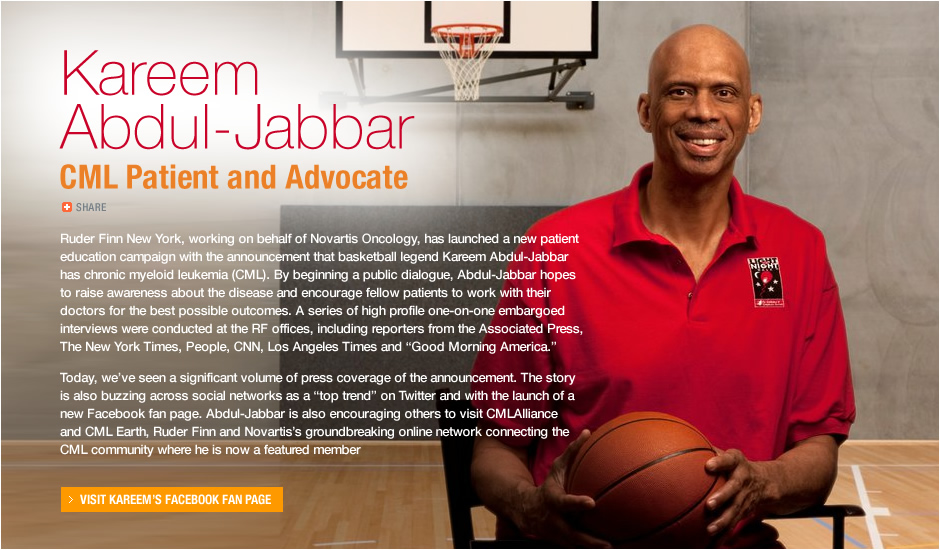 Kareem
Abdul-Jabbar
CML Patient and Advocate
SHARE
Ruder Finn New York, working on behalf of Novartis Oncology, has launched a new patient
education campaign with the announcement that basketball legend Kareem Abdul-Jabbar
has chronic myeloid leukemia (CML). By beginning a public dialogue, Abdul-Jabbar hopes
to raise awareness about the disease and encourage fellow patients to work with their
doctors for the best possible outcomes. A series of high profile one-on-one embargoed
interviews were conducted at the RF offices, including reporters from the Associated Press,
The New York Times, People, CNN, Los Angeles Times and “Good Morning America.”
Today, we’ve seen a significant volume of press coverage of the announcement. The story
is also buzzing across social networks as a “top trend” on Twitter and with the launch of a
new Facebook fan page. Abdul-Jabbar is also encouraging others to visit CMLAlliance
and CML Earth, Ruder Finn and Novartis’s groundbreaking online network connecting the
CML community where he is now a featured member
> VISIT KAREEM’S FACEBOOK FAN PAGE
LIGHT
NIGHT